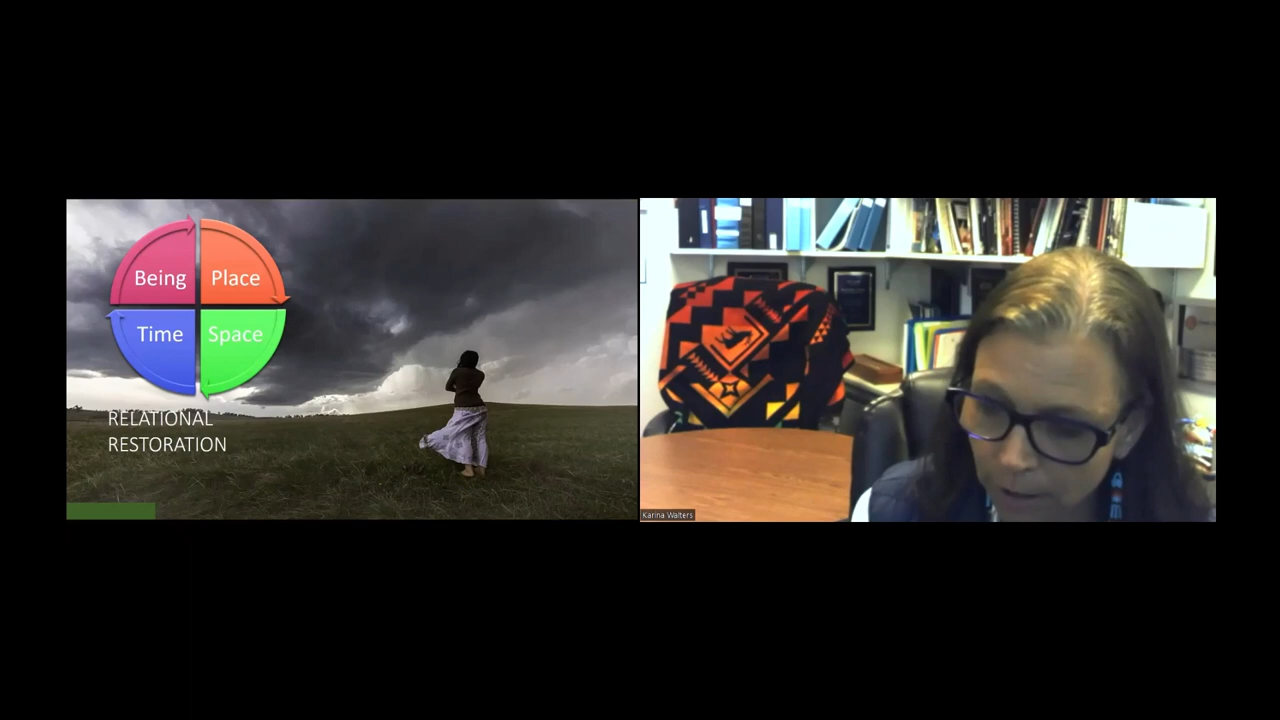 Being
Place
Time
Space
RELATIONAL
RESTORATION
Karina Walters